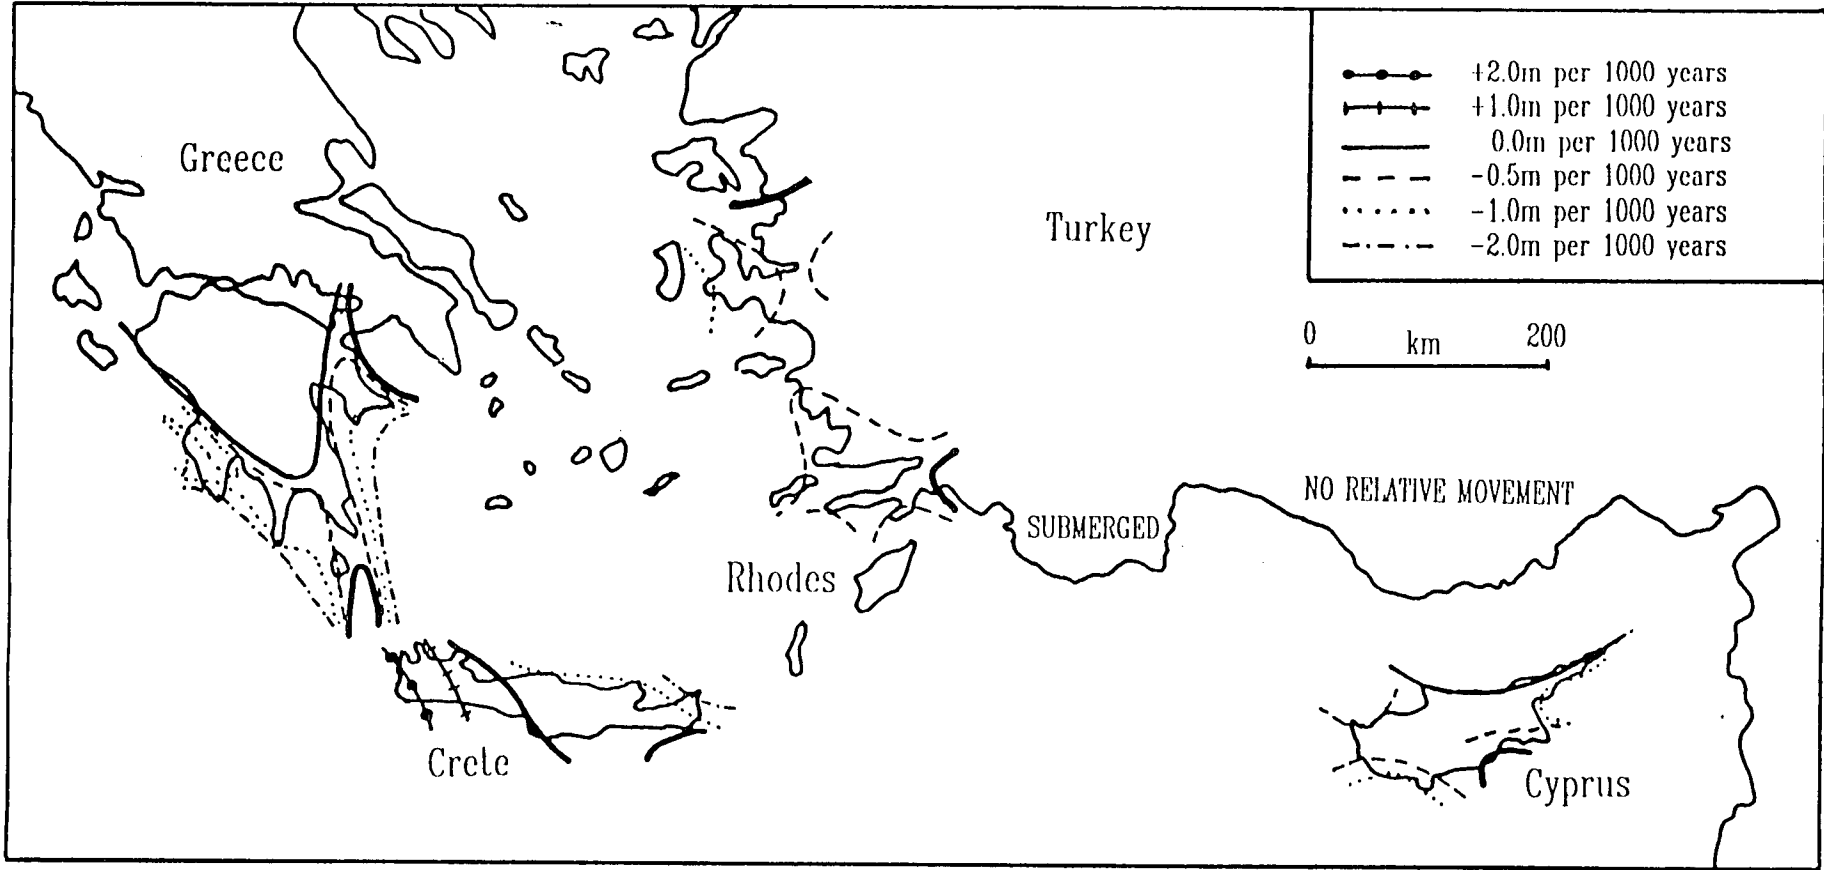 +2.0m per 1000 years
+1.0m per 1000 years
0.0m per 1000 years
-0.5m per 1000 years
-1.0m per 1000 years
-2.0m per 1000 years
Greece
Turkey
0 200
km
NO RELATIVE MOVEMENT
SUBMERGED
Rhodes
Crete
Cyprus